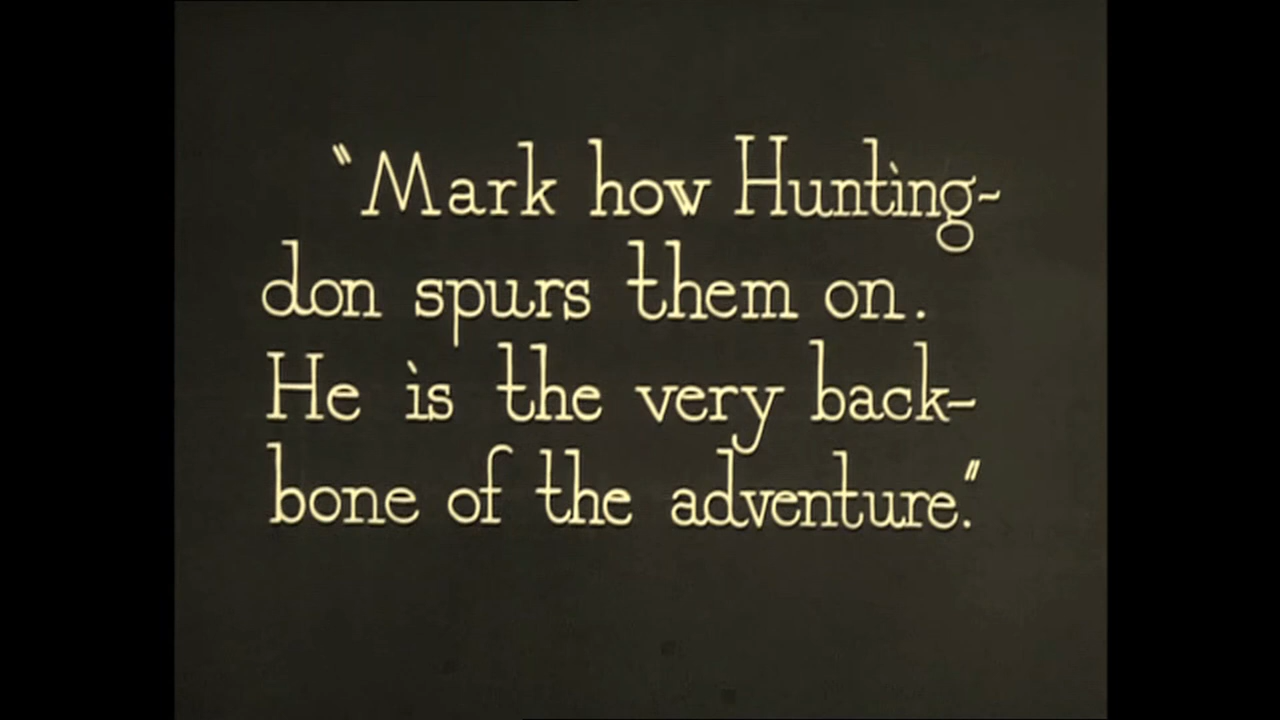 "Mark how Hunting-
don spurs them on.
He is the very back-
bone of the adventure."